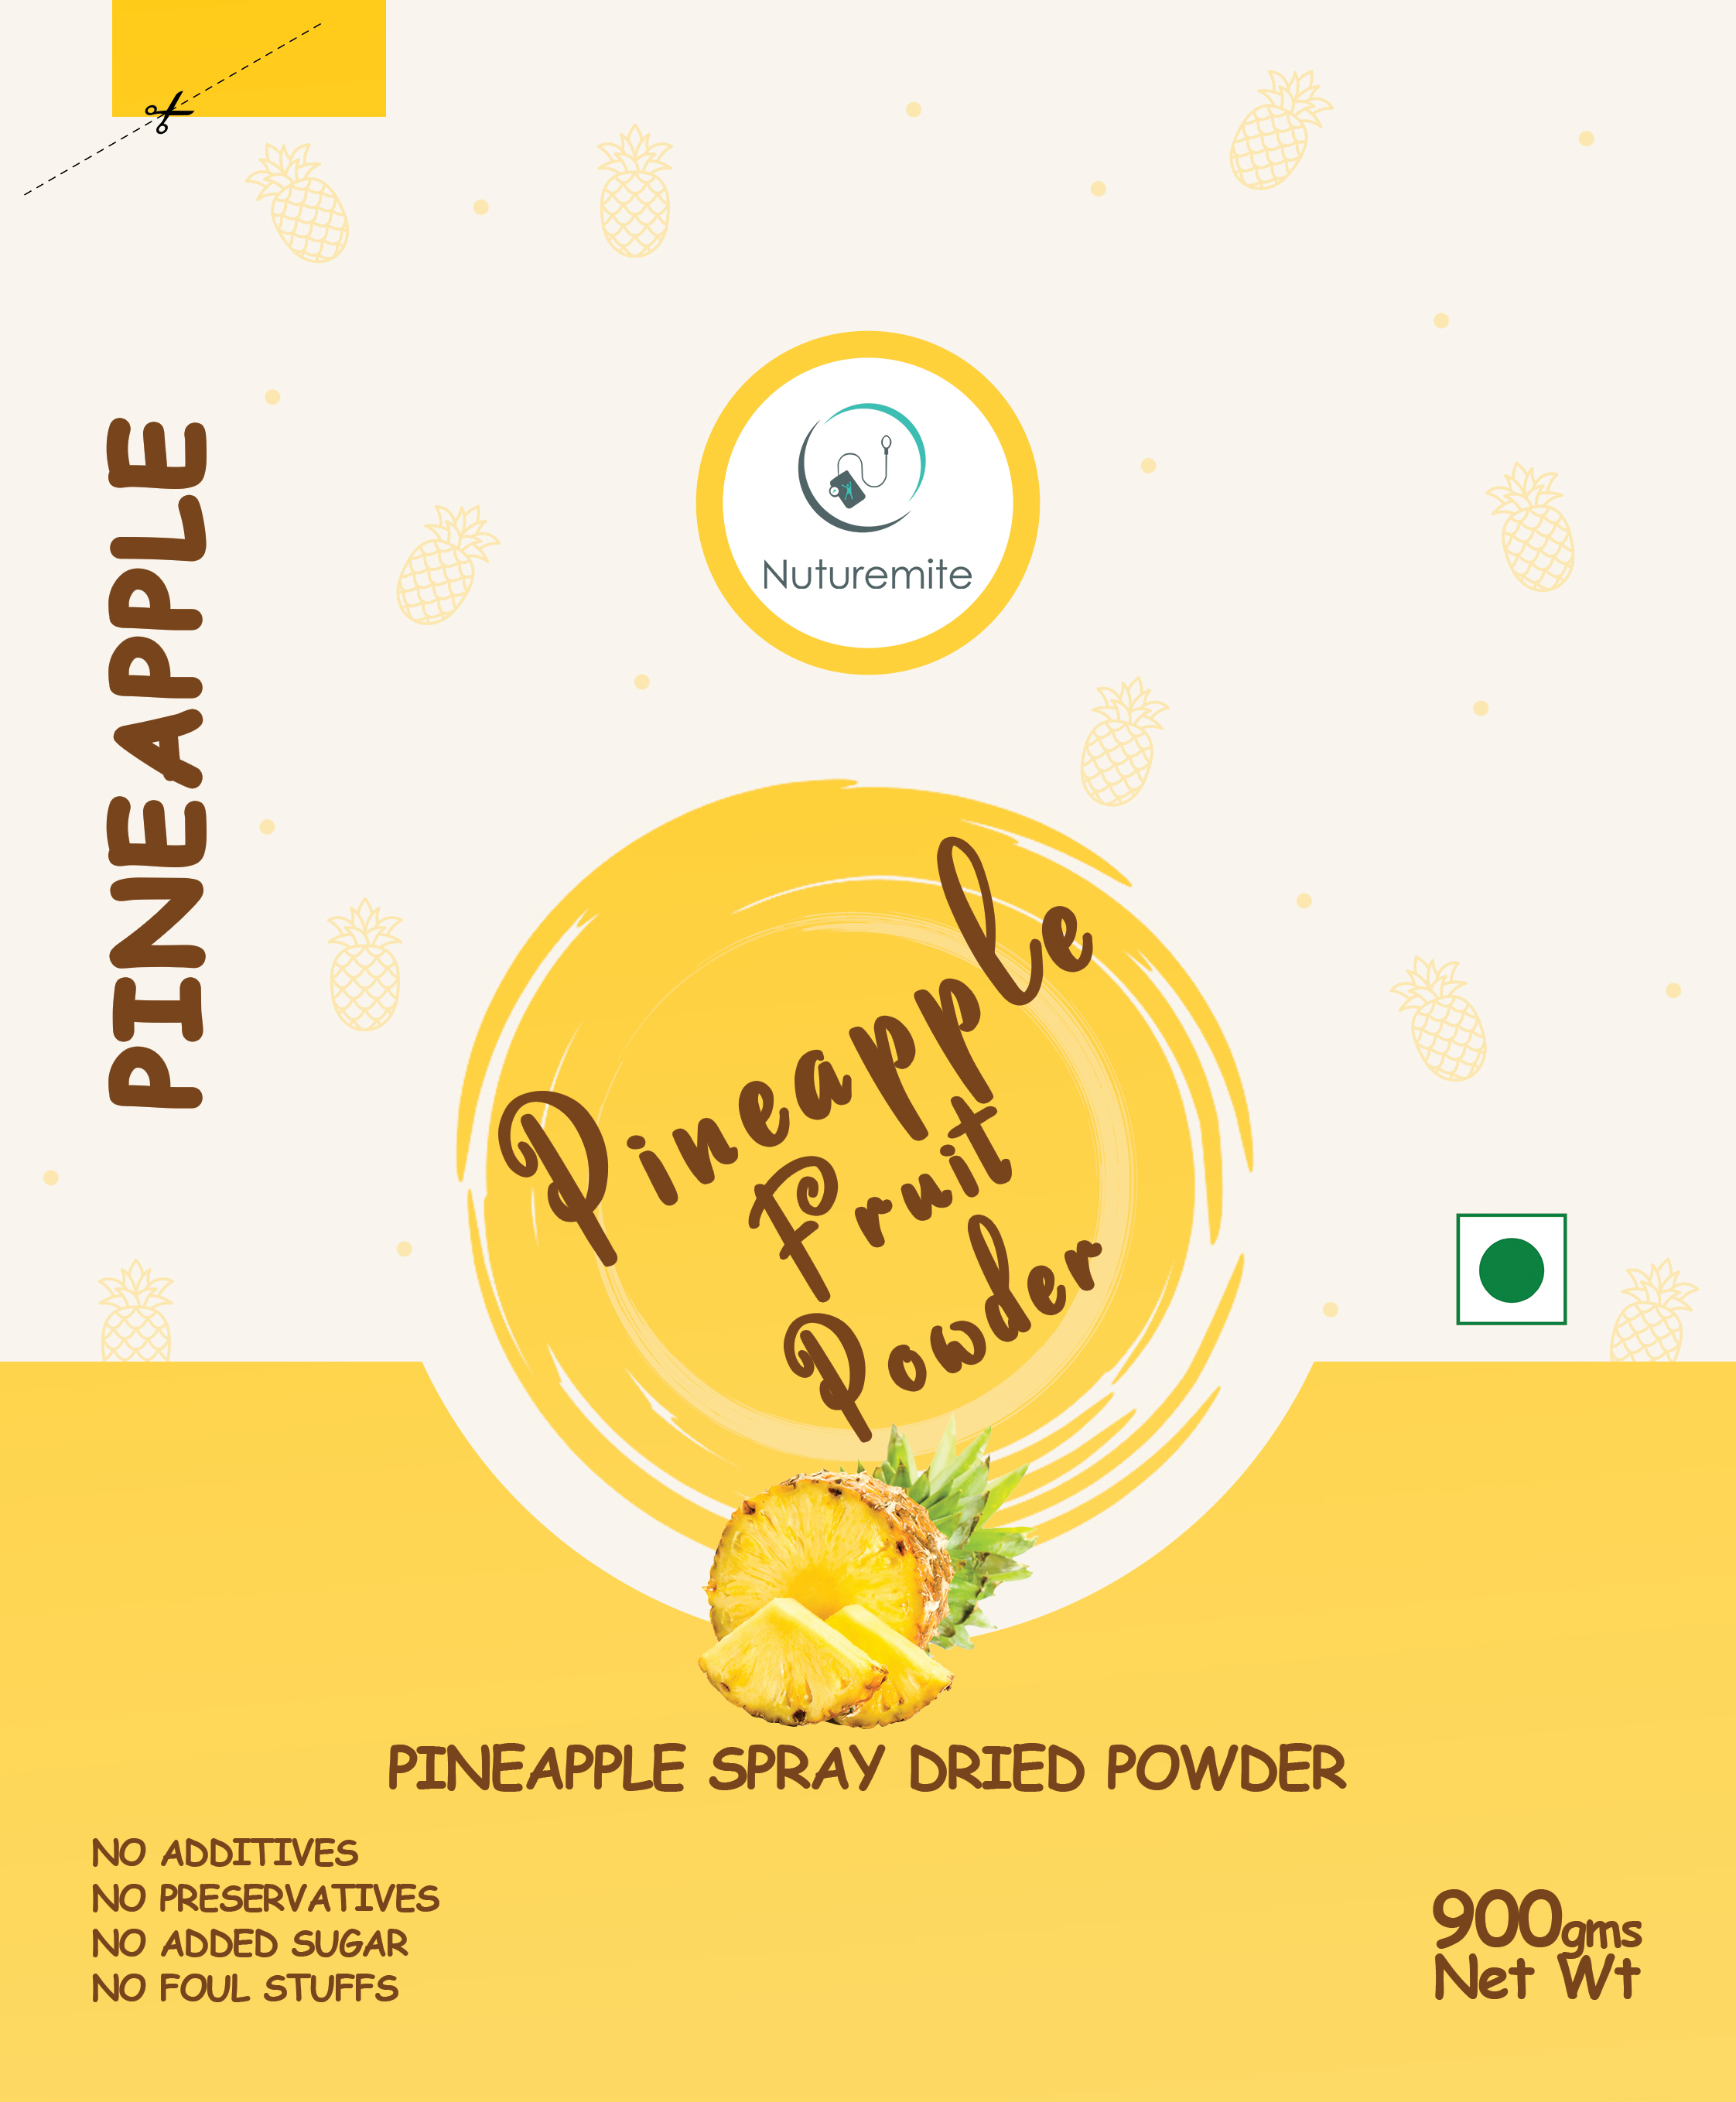 Nuturemite
PINEAPPLE
Pineapple
Fruit
Powder
PINEAPPLE SPRAY DRIED POWDER
NO ADDITIVES
NO PRESERVATIVES
NO ADDED SUGAR
NO FOUL STUFFS
900gms
Net Wt